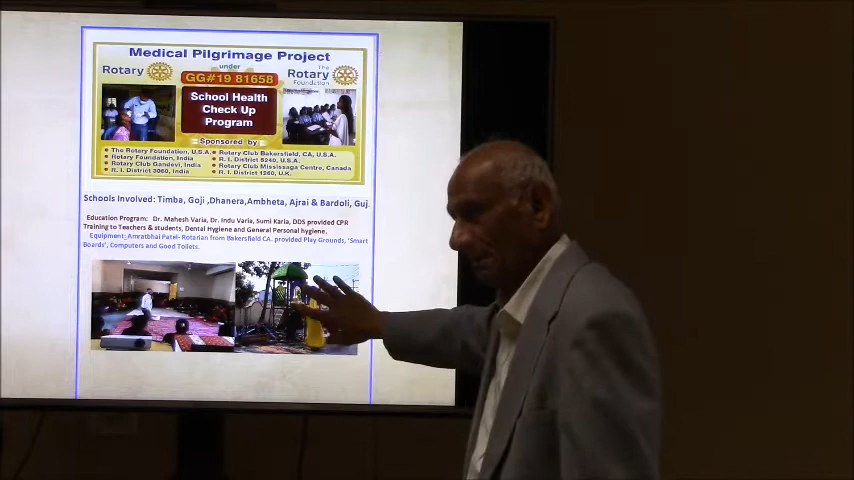 Medical Pilgrimage Project
under
Rotary
GG#19 81658
The
Rotary
Foundation
School Health
Check Up
Program
Sponsored by
The Rotary Foundation, U.S.A.
Rotary Foundation, India
Rotary Club Gandevi, India
R. I. District 3060, India
Rotary Club Bakersfield, CA, U.S.A.
R. I. District 5240, U.S.A.
Rotary Club Mississaga Centre, Canada
R. I. District 1260, U.K.
Schools Involved: Timba, Goji ,Dhanera,Ambheta, Ajrai & Bardoli, Guj.
Education Program: Dr. Mahesh Varia, Dr. Indu Varia, Sumi Karia, DDS provided CPR
Training to Teachers & students, Dental Hygiene and General Personal hygiene.
Equipment: Amratbhai Patel- Rotarian from Bakersfield CA. provided Play Grounds, 'Smart
Boards', Computers and Good Toilets.